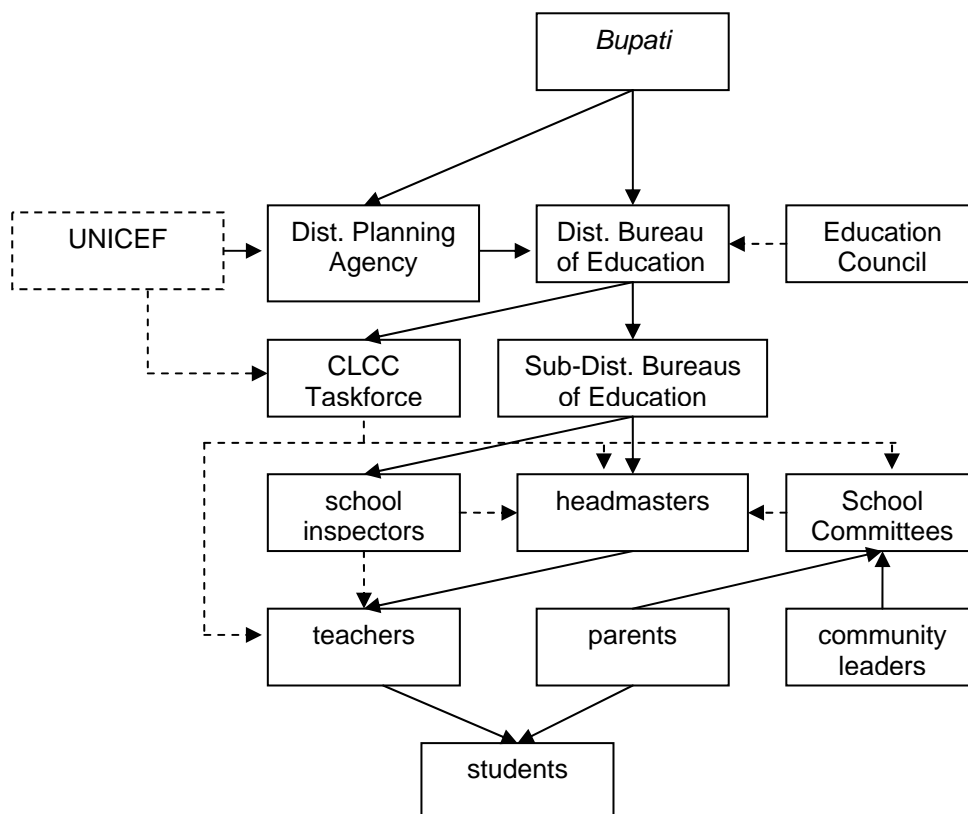 Bupati
UNICEF
Dist. Planning
Agency
Dist. Bureau
of Education
Education
Council
CLCC
Taskforce
Sub-Dist. Bureaus
of Education
school
inspectors
headmasters
School
Committees
teachers
parents
community
leaders
students